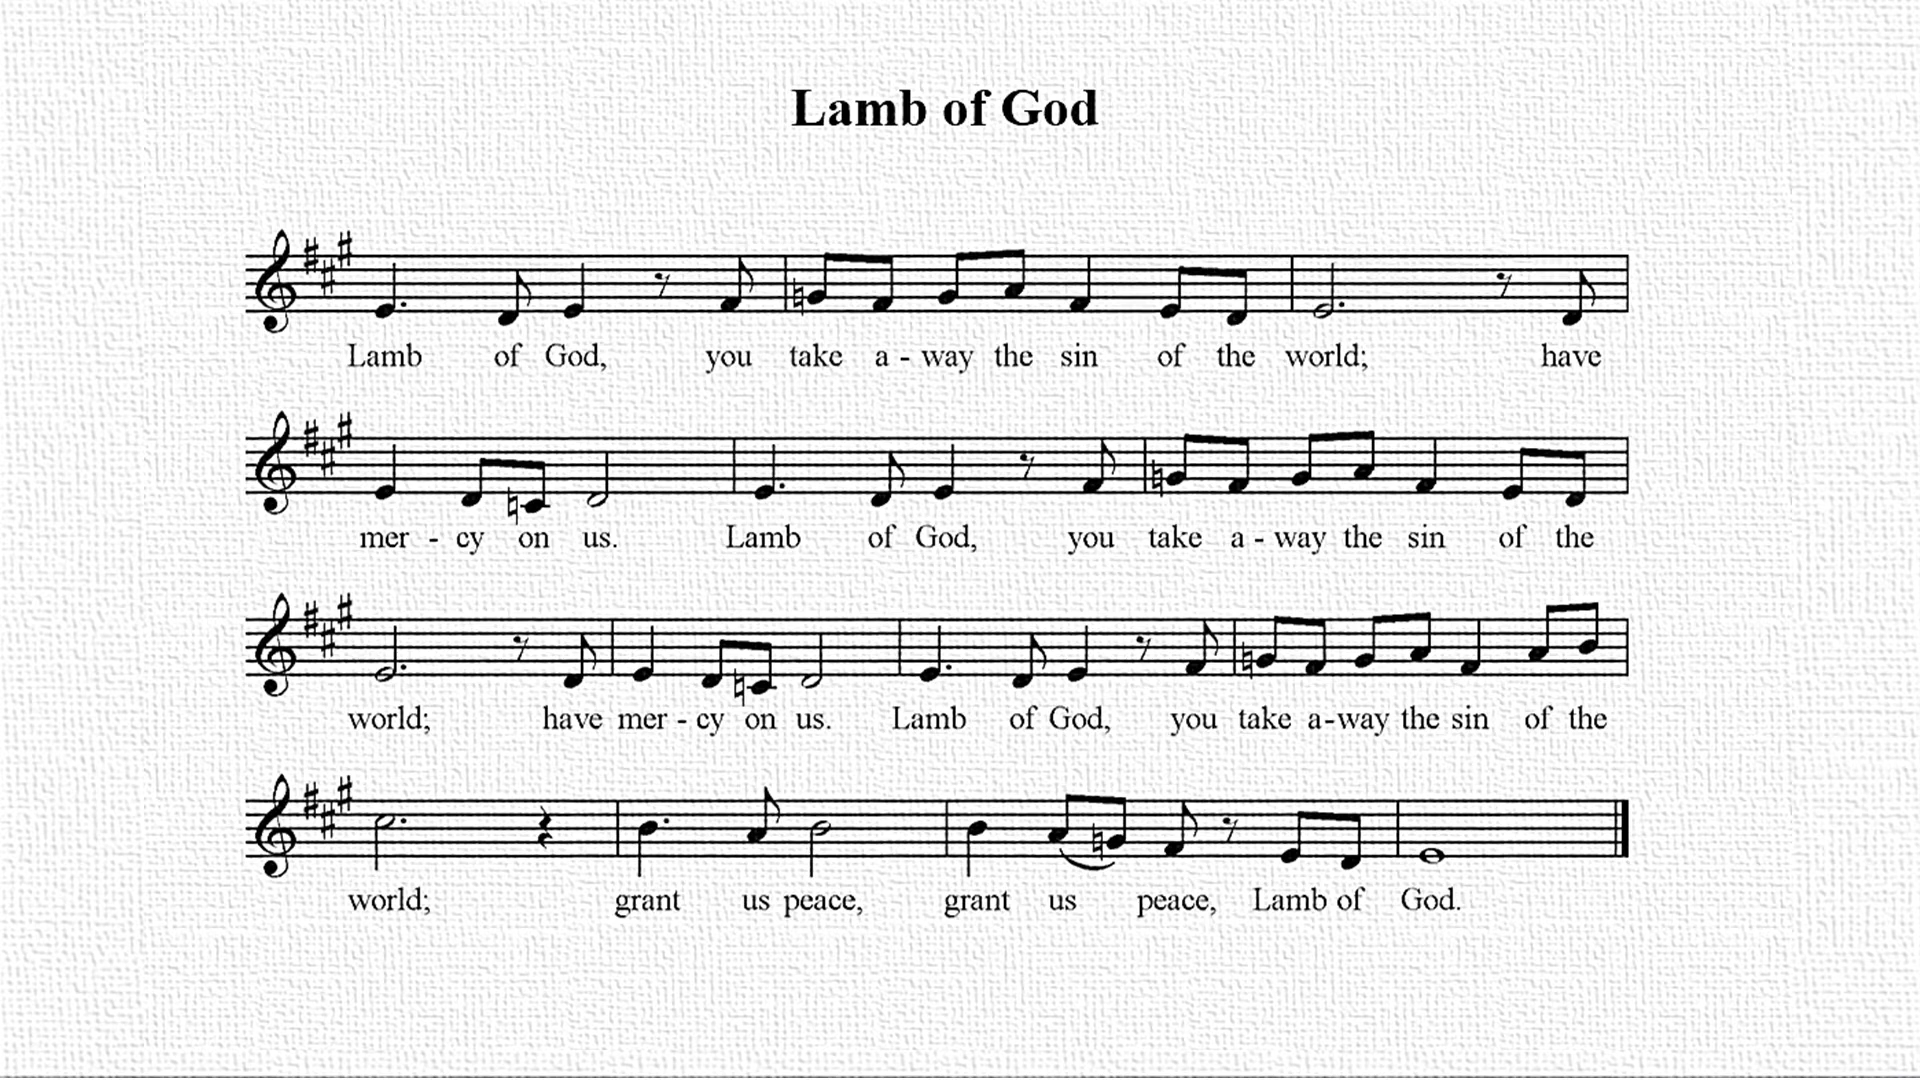 Lamb of God
Lamb of God, you take a - way the sin of the world; have
mer - cy on us. Lamb of God, you take a - way the sin of the
world; have mer - cy on us. Lamb of God, you take a - way the sin of the
world; grant us peace, grant us peace, Lamb of God.